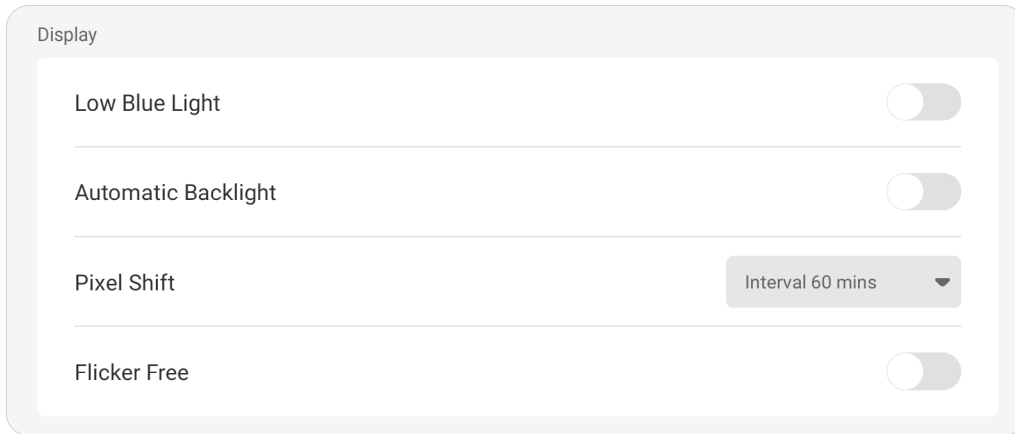 Display
Low Blue Light
Automatic Backlight
Pixel Shift
Interval 60 mins
Flicker Free